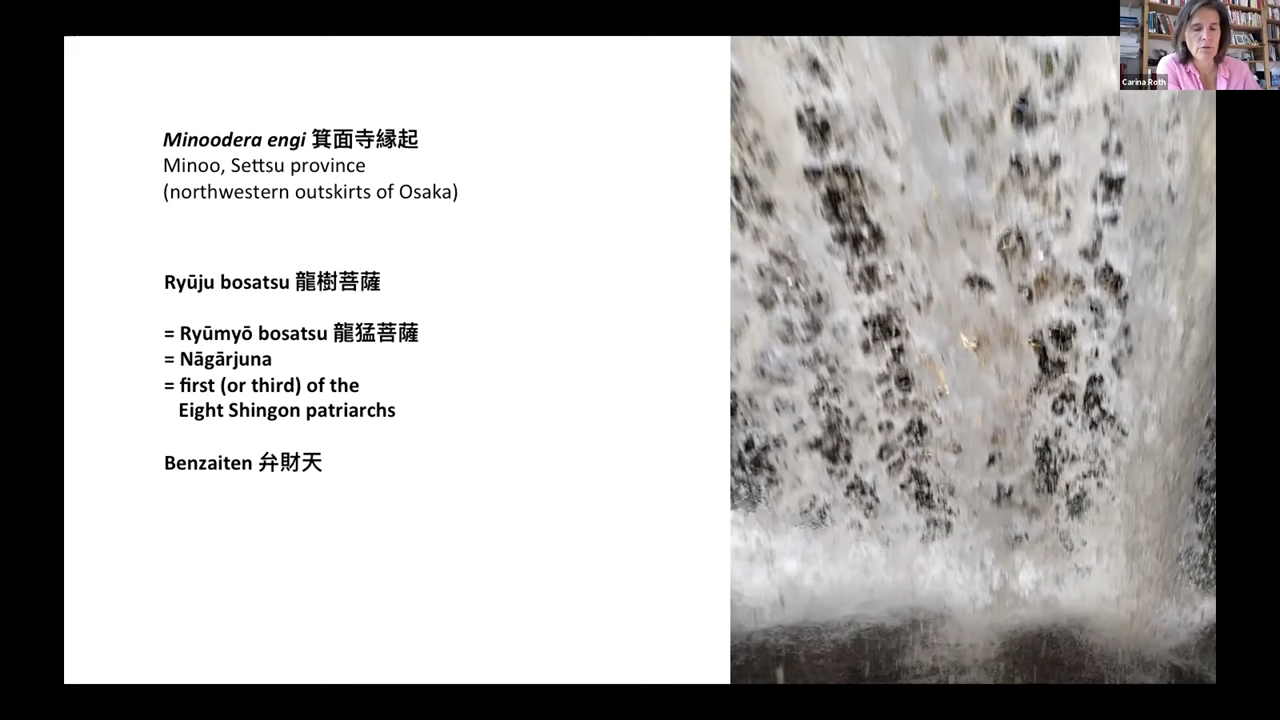 Minoodera engi 箕面寺縁起
Minoo, Settsu province
(northwestern outskirts of Osaka)
Ryūju bosatsu 龍樹菩薩
= Ryūmyō bosatsu 龍猛菩薩
= Nāgārjuna
= first (or third) of the
Eight Shingon patriarchs
Benzaiten 弁財天
Carina Roth